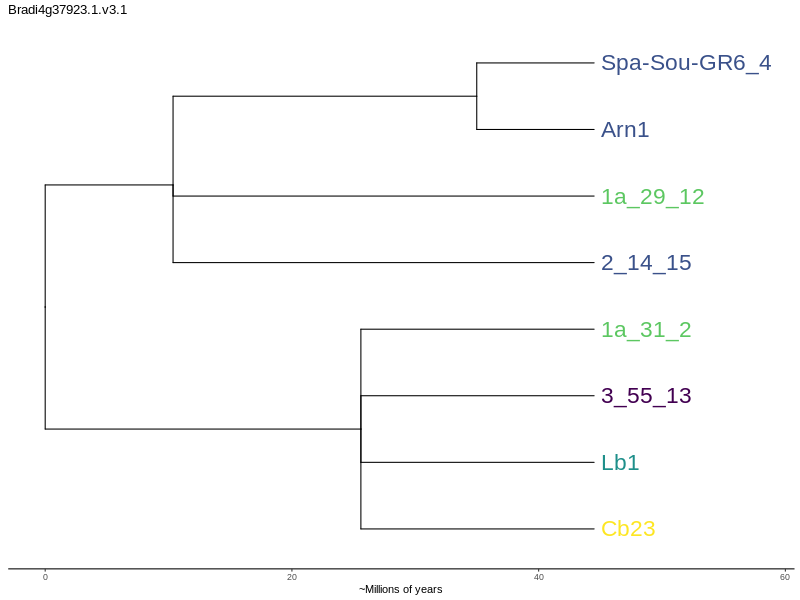 Bradi4g37923.1.v3.1
Spa-Sou-GR6_4
Arn1
1a_29_12
2_14_15
1a_31_2
3_55_13
Lb1
Cb23
0 20 40 60
~Millions of years